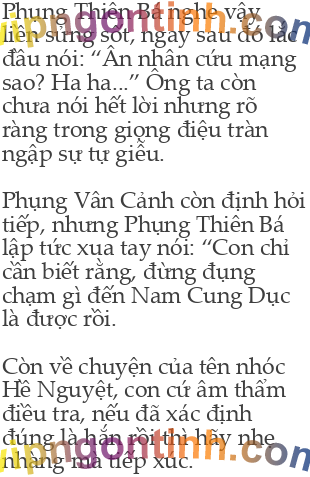 Phụng Thiên Bá nghe vậy
liền sửng sốt, ngay sau đó lắc
đầu nói: “Ân nhân cứu mạng
sao? Ha ha...” Ông ta còn
chưa nói hết lời nhưng rõ
ràng trong giọng điệu tràn
ngập sự tự giễu.
Phụng Vân Cảnh còn định hỏi
tiếp, nhưng Phụng Thiên Bá
lập tức xua tay nói: “Con chỉ
cần biết rằng, đừng đụng
chạm gì đến Nam Cung Dục
là được rồi.
Còn về chuyện của tên nhóc
Hề Nguyệt, con cứ âm thẩm
điều tra, nếu đã xác định
đúng là hắn rồi thì hãy nhẹ
nhàng mà tiếp xúc.
vipngontinh.com
vipngontinh.com